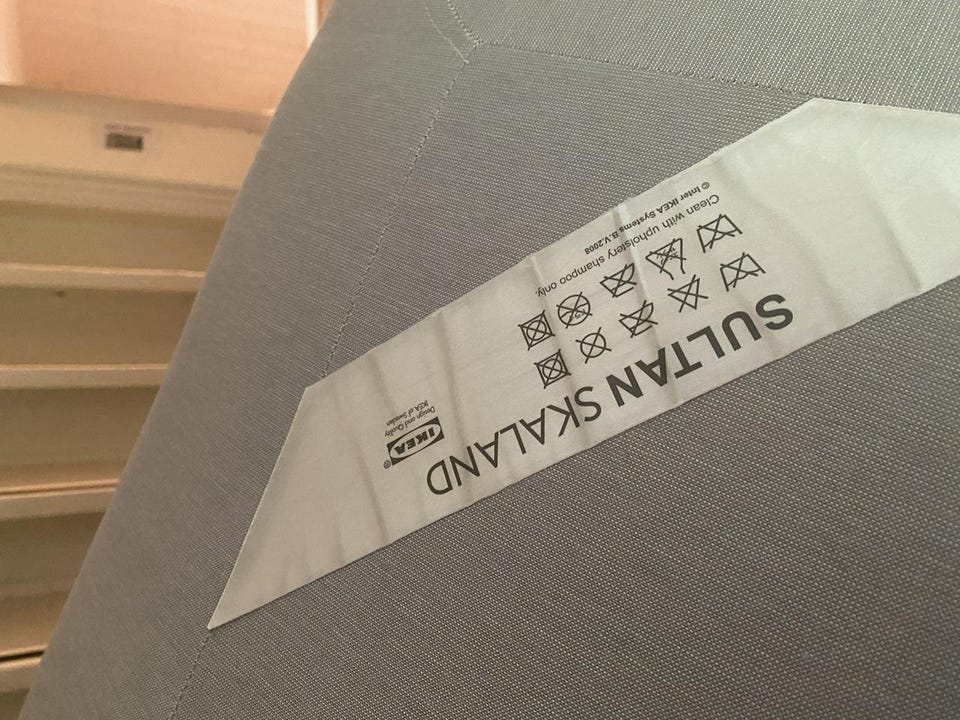 SULTAN SKALAND
Clean with upholstery shampoo only.
© Inter IKEA Systems B.V.2008
IKEA®
Design and Quality
IKEA of Sweden